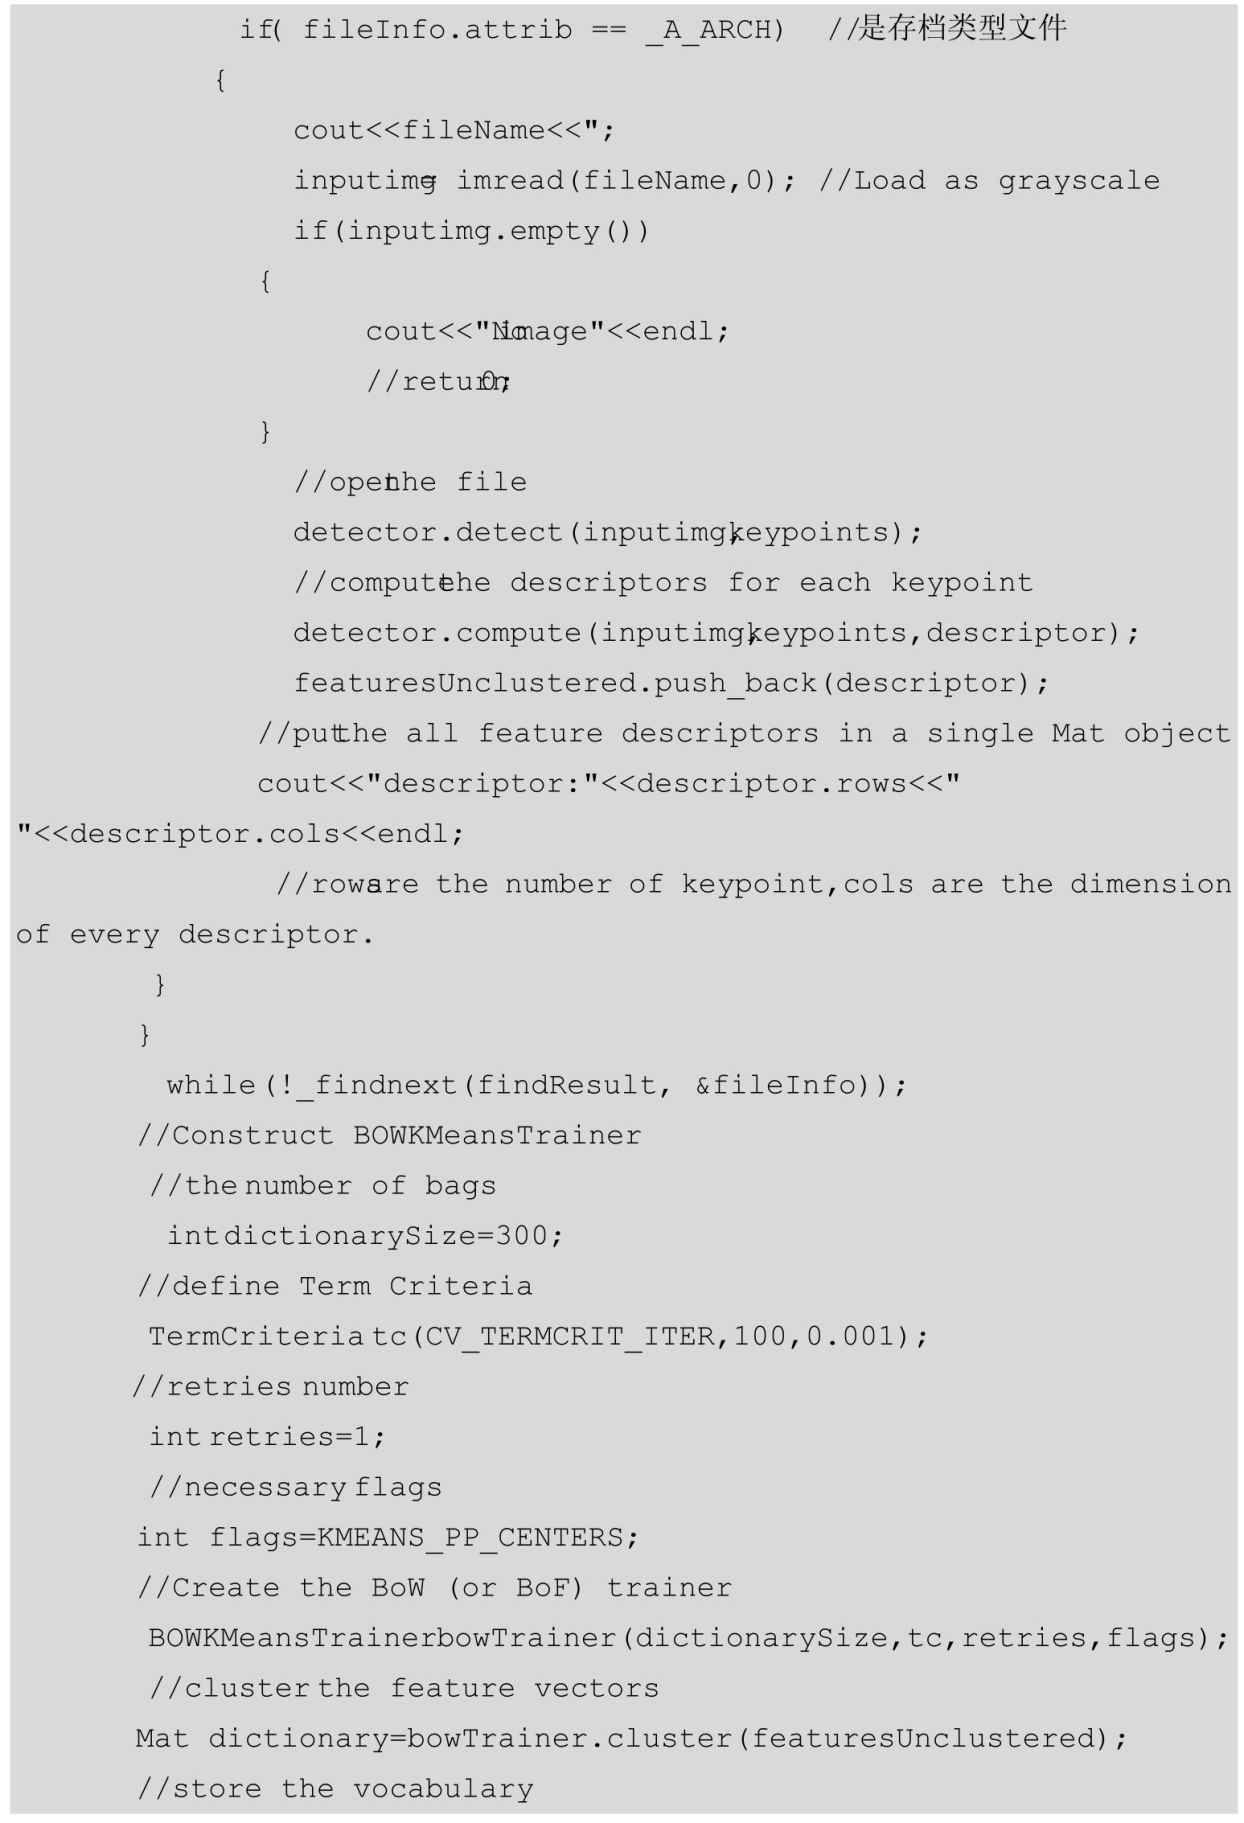 if( fileInfo.attrib == _A_ARCH)  //是存档类型文件
{
cout<<fileName<<";
inputimg= imread(fileName,0); //Load as grayscale
if(inputimg.empty())
{
cout<<"No image"<<endl;
//return 0;
}
//open the file
detector.detect(inputimg,keypoints);
//compute the descriptors for each keypoint
detector.compute(inputimg,keypoints,descriptor);
featuresUnclustered.push_back(descriptor);
//put the all feature descriptors in a single Mat object
cout<<"descriptor:"<<descriptor.rows<<"
"<<descriptor.cols<<endl;
//rows are the number of keypoint,cols are the dimension
of every descriptor.
}
}
while(!_findnext(findResult, &fileInfo));
//Construct BOWKMeansTrainer
//the number of bags
int dictionarySize=300;
//define Term Criteria
TermCriteria tc(CV_TERMCRIT_ITER,100,0.001);
//retries number
int retries=1;
//necessary flags
int flags=KMEANS_PP_CENTERS;
//Create the BoW (or BoF) trainer
BOWKMeansTrainerbowTrainer(dictionarySize,tc,retries,flags);
//cluster the feature vectors
Mat dictionary=bowTrainer.cluster(featuresUnclustered);
//store the vocabulary